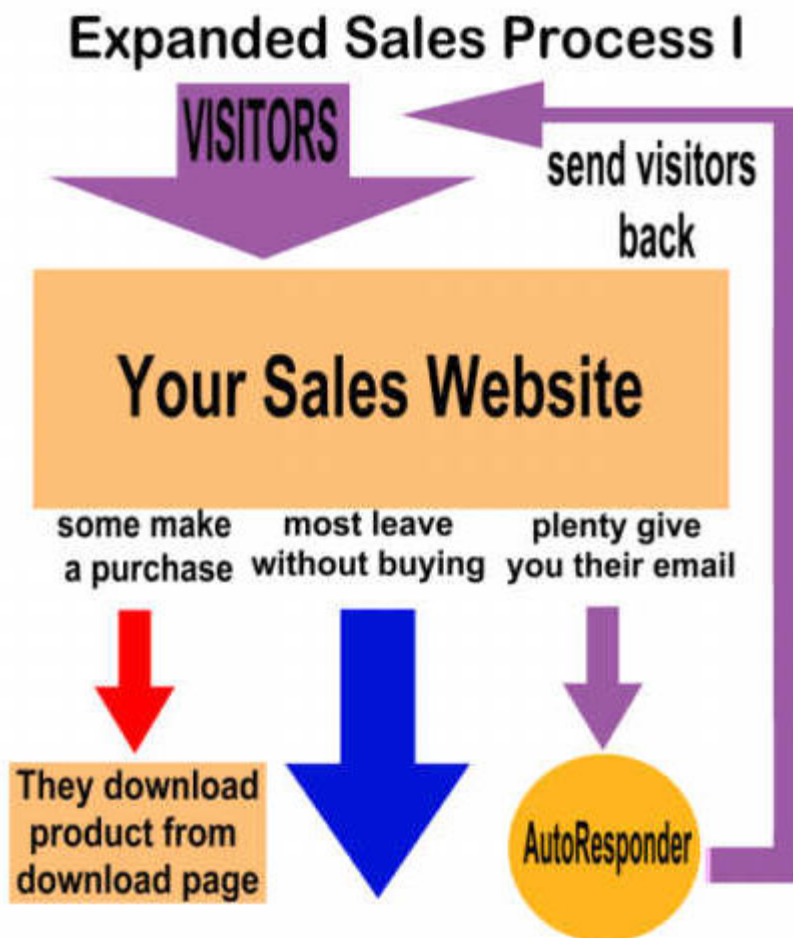 Expanded Sales Process I
VISITORS
send visitors
back
Your Sales Website
some make
a purchase
most leave
without buying
plenty give
you their email
They download
product from
download page
AutoResponder